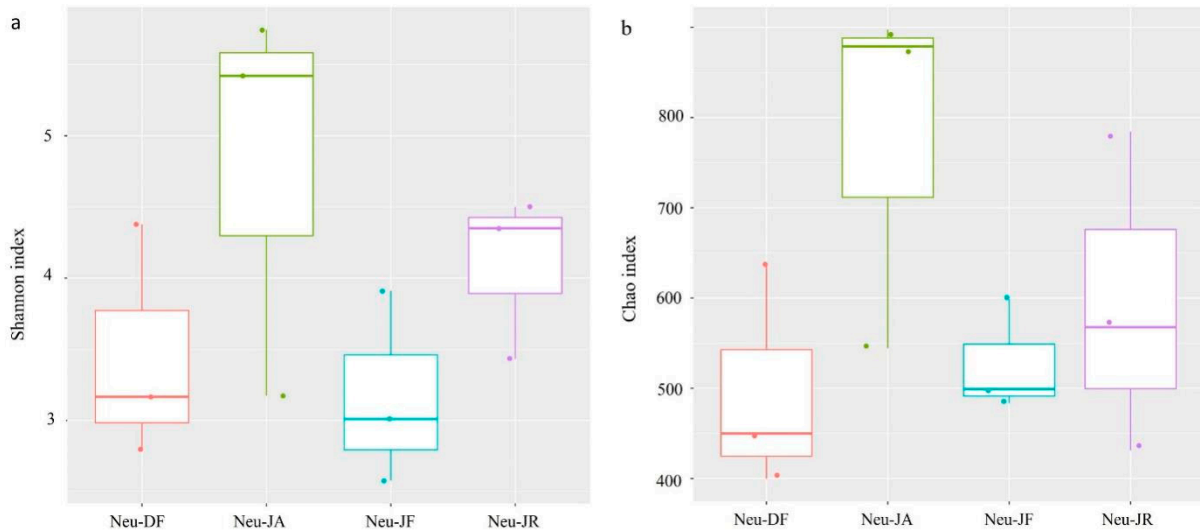 a
Shannon index
5
4
3
Neu-DF Neu-JA Neu-JF Neu-JR
b
Chao index
800
700
600
500
400
Neu-DF Neu-JA Neu-JF Neu-JR